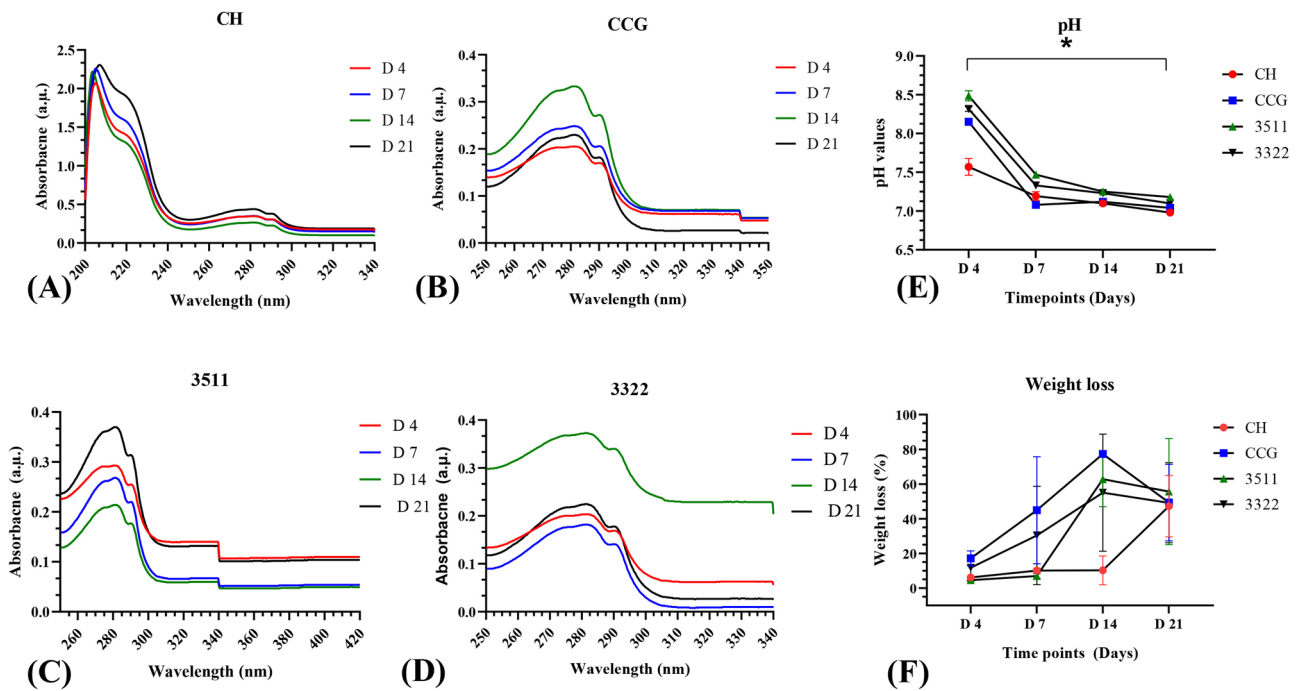 CH
2.5
2.0
1.5
1.0
0.5
0.0
Absorbacne (a.μ.)
200
220
240
260
280
300
320
340
Wavelength (nm)
D 4
D 7
D 14
D 21
(A)
CCG
0.4
0.3
0.2
0.1
0.0
Absorbacne (a.μ.)
250
260
270
280
290
300
310
320
330
340
350
Wavelength (nm)
D 4
D 7
D 14
D 21
(B)
pH
*
9.0
8.5
8.0
7.5
7.0
6.5
pH values
D 4
D 7
D 14
D 21
Timepoints (Days)
CH
CCG
3511
3322
(E)
3511
0.4
0.3
0.2
0.1
0.0
Absorbacne (a.μ.)
260
280
300
320
340
360
380
400
420
Wavelength (nm)
D 4
D 7
D 14
D 21
(C)
3322
0.4
0.3
0.2
0.1
0.0
Absorbacne (a.μ.)
250
260
270
280
290
300
310
320
330
340
Wavelength (nm)
D 4
D 7
D 14
D 21
(D)
Weight loss
100
80
60
40
20
0
Weight loss (%)
D 4
D 7
D 14
D 21
Time points (Days)
CH
CCG
3511
3322
(F)